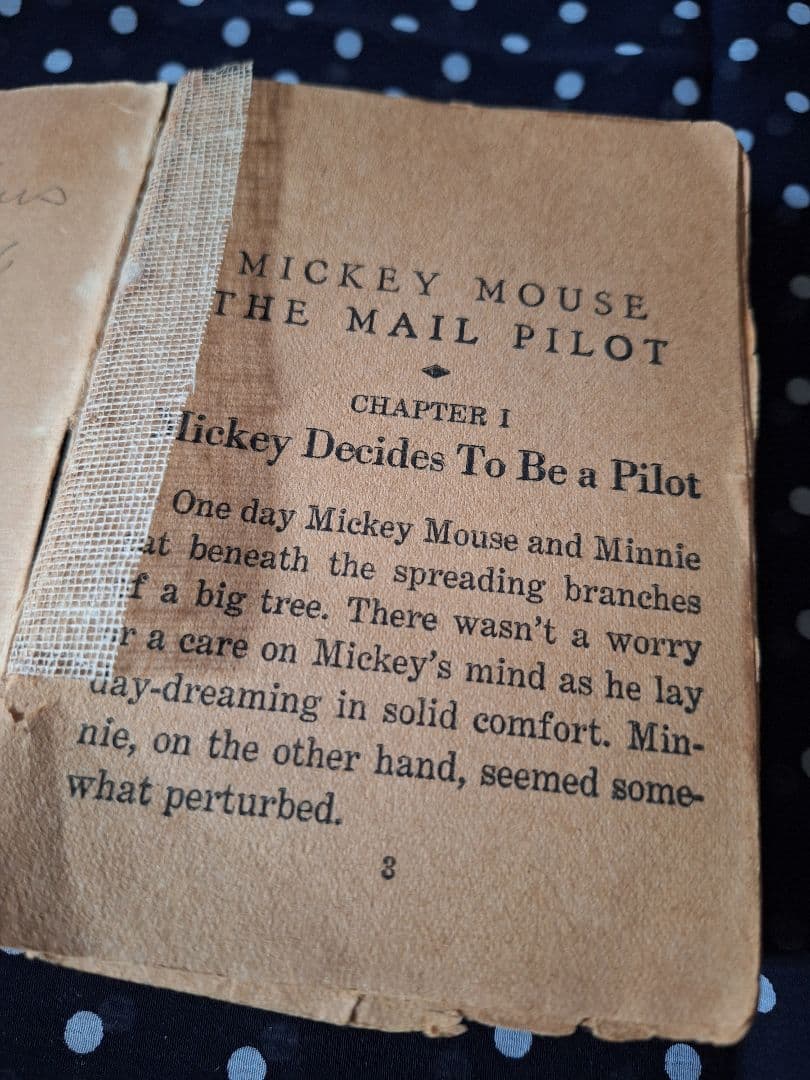 MICKEY MOUSE
THE MAIL PILOT
CHAPTER I
Mickey Decides To Be a Pilot
One day Mickey Mouse and Minnie
at beneath the spreading branches
f a big tree. There wasn't a worry
r a care on Mickey's mind as he lay
day-dreaming in solid comfort. Min-
nie, on the other hand, seemed some-
what perturbed.
3